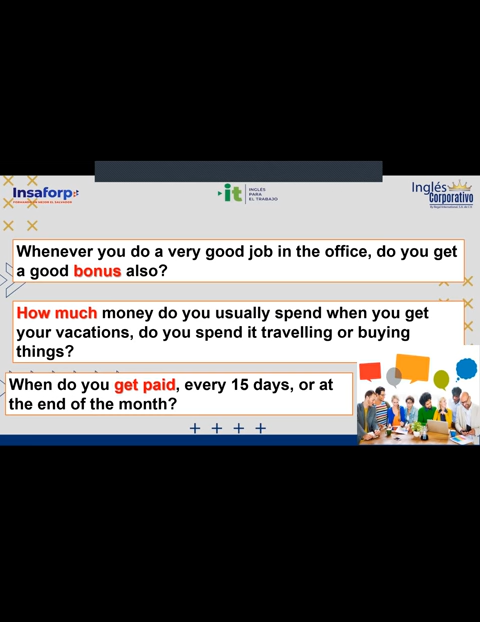 Insaforp
it INGLÉS
PARA
EL TRABAJO
Inglés
Corporativo
Whenever you do a very good job in the office, do you get
a good bonus also?
How much money do you usually spend when you get
your vacations, do you spend it travelling or buying
things?
When do you get paid, every 15 days, or at
the end of the month?